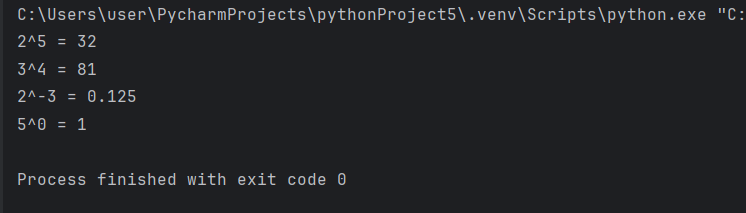 C:\Users\user\PycharmProjects\pythonProject5\.venv\Scripts\python.exe "C:
2^5 = 32
3^4 = 81
2^-3 = 0.125
5^0 = 1
Process finished with exit code 0